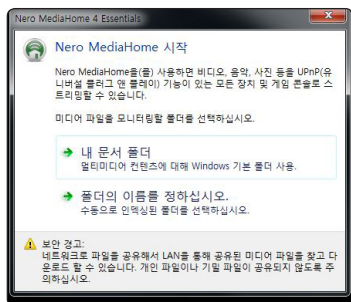 Nero MediaHome 4 Essentials
Nero MediaHome 시작
Nero MediaHome을(를) 사용하면 비디오, 음악, 사진 등을 UPnP(유
니버설 플러그 앤 플레이) 기능이 있는 모든 장치 및 게임 콘솔로 스
트리밍할 수 있습니다.
미디어 파일을 모니터링할 폴더를 선택하십시오.
내 문서 폴더
멀티미디어 컨텐츠에 대해 Windows 기본 폴더 사용.
폴더의 이름를 정하십시오.
수동으로 인덱싱된 폴더를 선택하십시오.
보안 경고:
네트워크로 파일을 공유해서 LAN을 통해 공유된 미디어 파일을 찾고 다
운로드 할 수 있습니다. 개인 파일이나 기밀 파일이 공유되지 않도록 주
의하십시오.